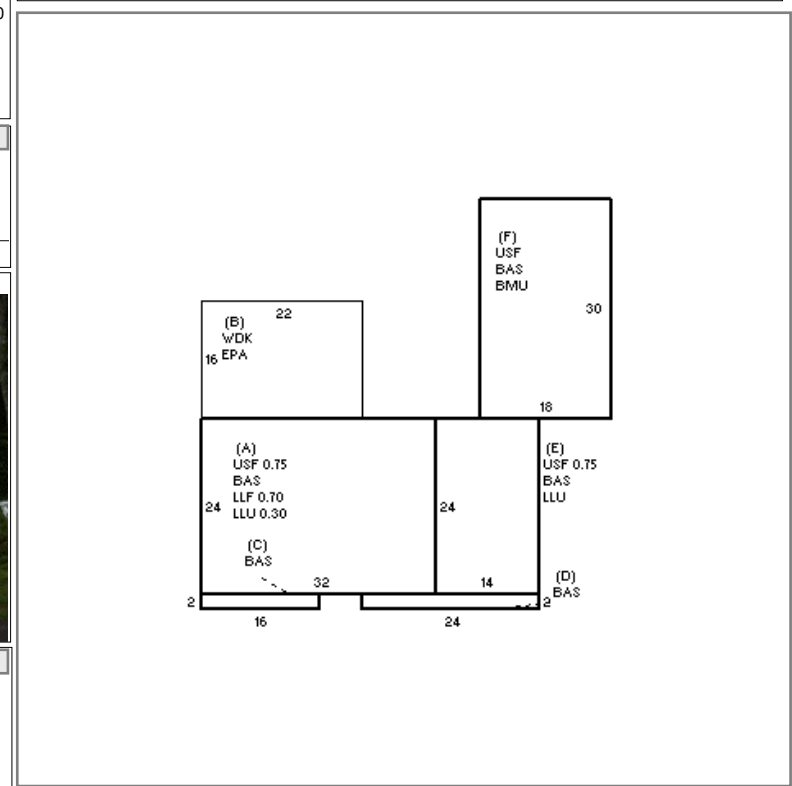 (F)
USF
BAS
BMU
30
18
22
(B)
WDK
16 EPA
(A)
USF 0.75
BAS
24 LLF 0.70
LLU 0.30
(C)
BAS
32
24
14
(E)
USF 0.75
BAS
LLU
(D)
BAS
2
2
16
24